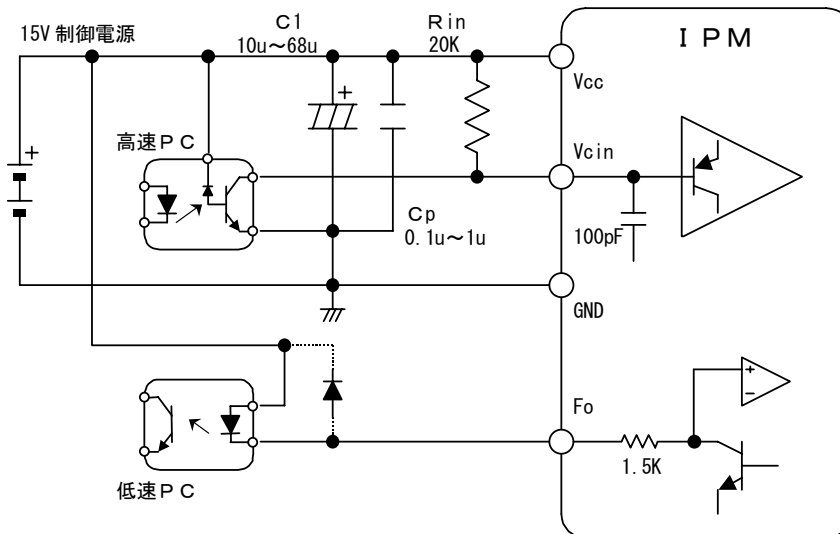 15V 制御電源
C1
10u～68u
Rin
20K
ＩＰＭ
Vcc
+
+
高速ＰＣ
Vcin
Cp
0.1u～1u
100pF
GND
Fo
+
−
1.5K
低速ＰＣ